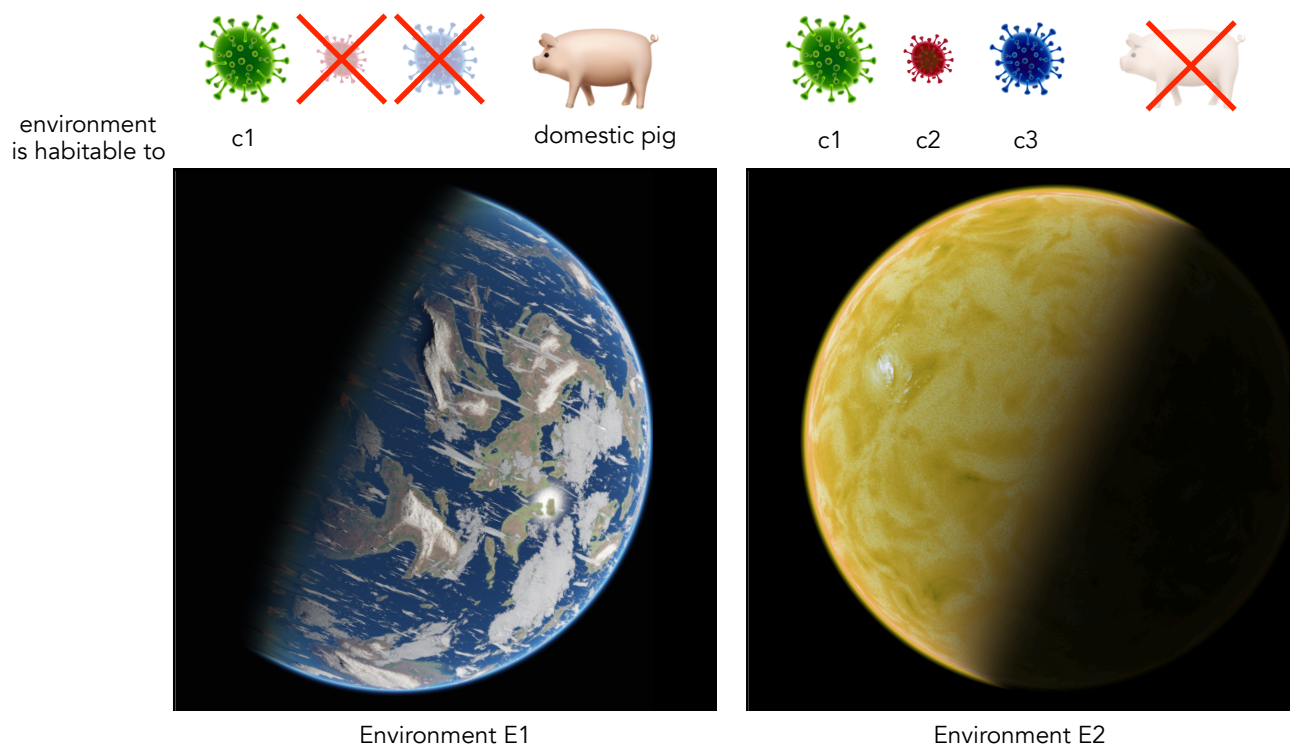 environment
is habitable to
c1
domestic pig
c1
c2
c3
Environment E1
Environment E2